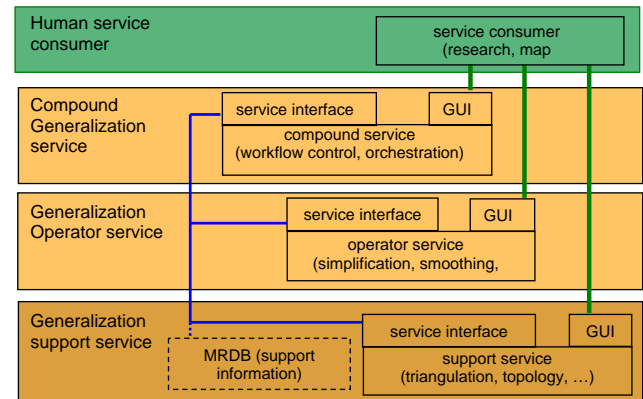 Human service
consumer
service consumer
(research, map
Compound
Generalization
service
service interface
GUI
compound service
(workflow control, orchestration)
Generalization
Operator service
service interface
GUI
operator service
(simplification, smoothing,
Generalization
support service
service interface
GUI
MRDB (support
information)
support service
(triangulation, topology, …)